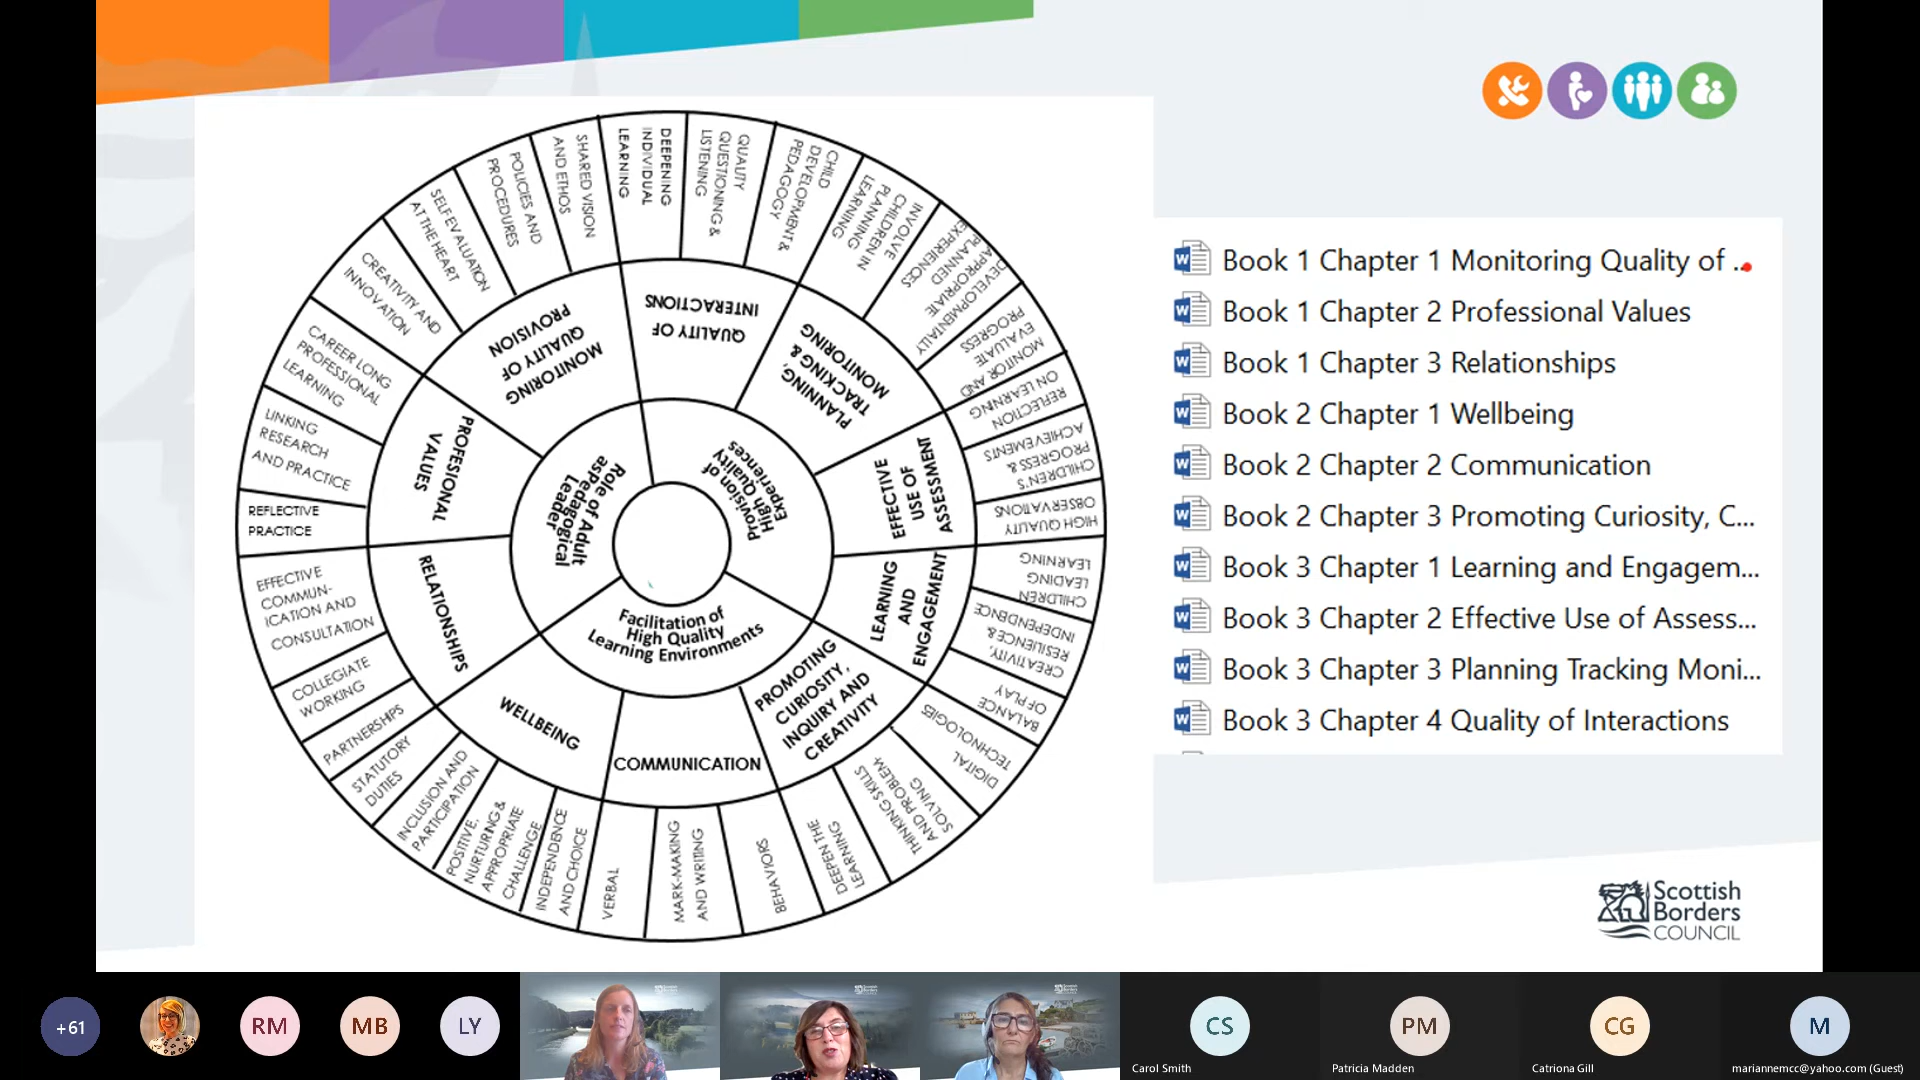 DEEPENING
INDIVIDUAL
LEARNING
QUALITY
QUESTIONING &
LISTENING
CHILD
DEVELOPMENT &
PEDAGOGY
INVOLVE
CHILDREN IN
PLANNING
LEARNING
DEVELOPMENTALLY
APPROPRIATE
PLANNED
EXPERIENCES
MONITOR AND
EVALUATE
PROGRESS
REFLECTION
ON LEARNING
CHILDREN'S
PROGRESS &
ACHIEVEMENTS
HIGH QUALITY
OBSERVATIONS
CHILDREN
LEADING
LEARNING
CREATIVITY,
RESILIENCE &
INDEPENDENCE
BALANCE
OF PLAY
DIGITAL
TECHNOLOGIES
THINKING SKILLS
AND PROBLEM-
SOLVING
DEEPEN THE
LEARNING
BEHAVIORS
MARK-MAKING
AND WRITING
VERBAL
INDEPENDENCE
AND CHOICE
POSITIVE,
NURTURING &
APPROPRIATE
CHALLENGE
INCLUSION AND
PARTICIPATION
STATUTORY
DUTIES
PARTNERSHIPS
COLLEGIATE
WORKING
EFFECTIVE
COMMUN-
ICATION AND
CONSULTATION
REFLECTIVE
PRACTICE
LINKING
RESEARCH
AND PRACTICE
CAREER LONG
PROFESSIONAL
LEARNING
CREATIVITY AND
INNOVATION
SELF EVALUATION
AT THE HEART
POLICIES AND
PROCEDURES
SHARED VISION
AND ETHOS
MONITORING
QUALITY OF
PROVISION
QUALITY OF
INTERACTIONS
PLANNING,
TRACKING &
MONITORING
EFFECTIVE
USE OF
ASSESSMENT
LEARNING
AND
ENGAGEMENT
PROMOTING
CURIOSITY,
INQUIRY AND
CREATIVITY
COMMUNICATION
WELLBEING
RELATIONSHIPS
PROFESIONAL
VALUES
Role of Adult
as Pedagogical
Leader
Provision of
High Quality
Experiences
Facilitation of
High Quality
Learning Environments
Book 1 Chapter 1 Monitoring Quality of ...
Book 1 Chapter 2 Professional Values
Book 1 Chapter 3 Relationships
Book 2 Chapter 1 Wellbeing
Book 2 Chapter 2 Communication
Book 2 Chapter 3 Promoting Curiosity, C...
Book 3 Chapter 1 Learning and Engagem...
Book 3 Chapter 2 Effective Use of Assess...
Book 3 Chapter 3 Planning Tracking Moni...
Book 3 Chapter 4 Quality of Interactions
Scottish
Borders
COUNCIL
+61
RM
MB
LY
CS
Carol Smith
PM
Patricia Madden
CG
Catriona Gill
M
mariannemcc@yahoo.com (Guest)